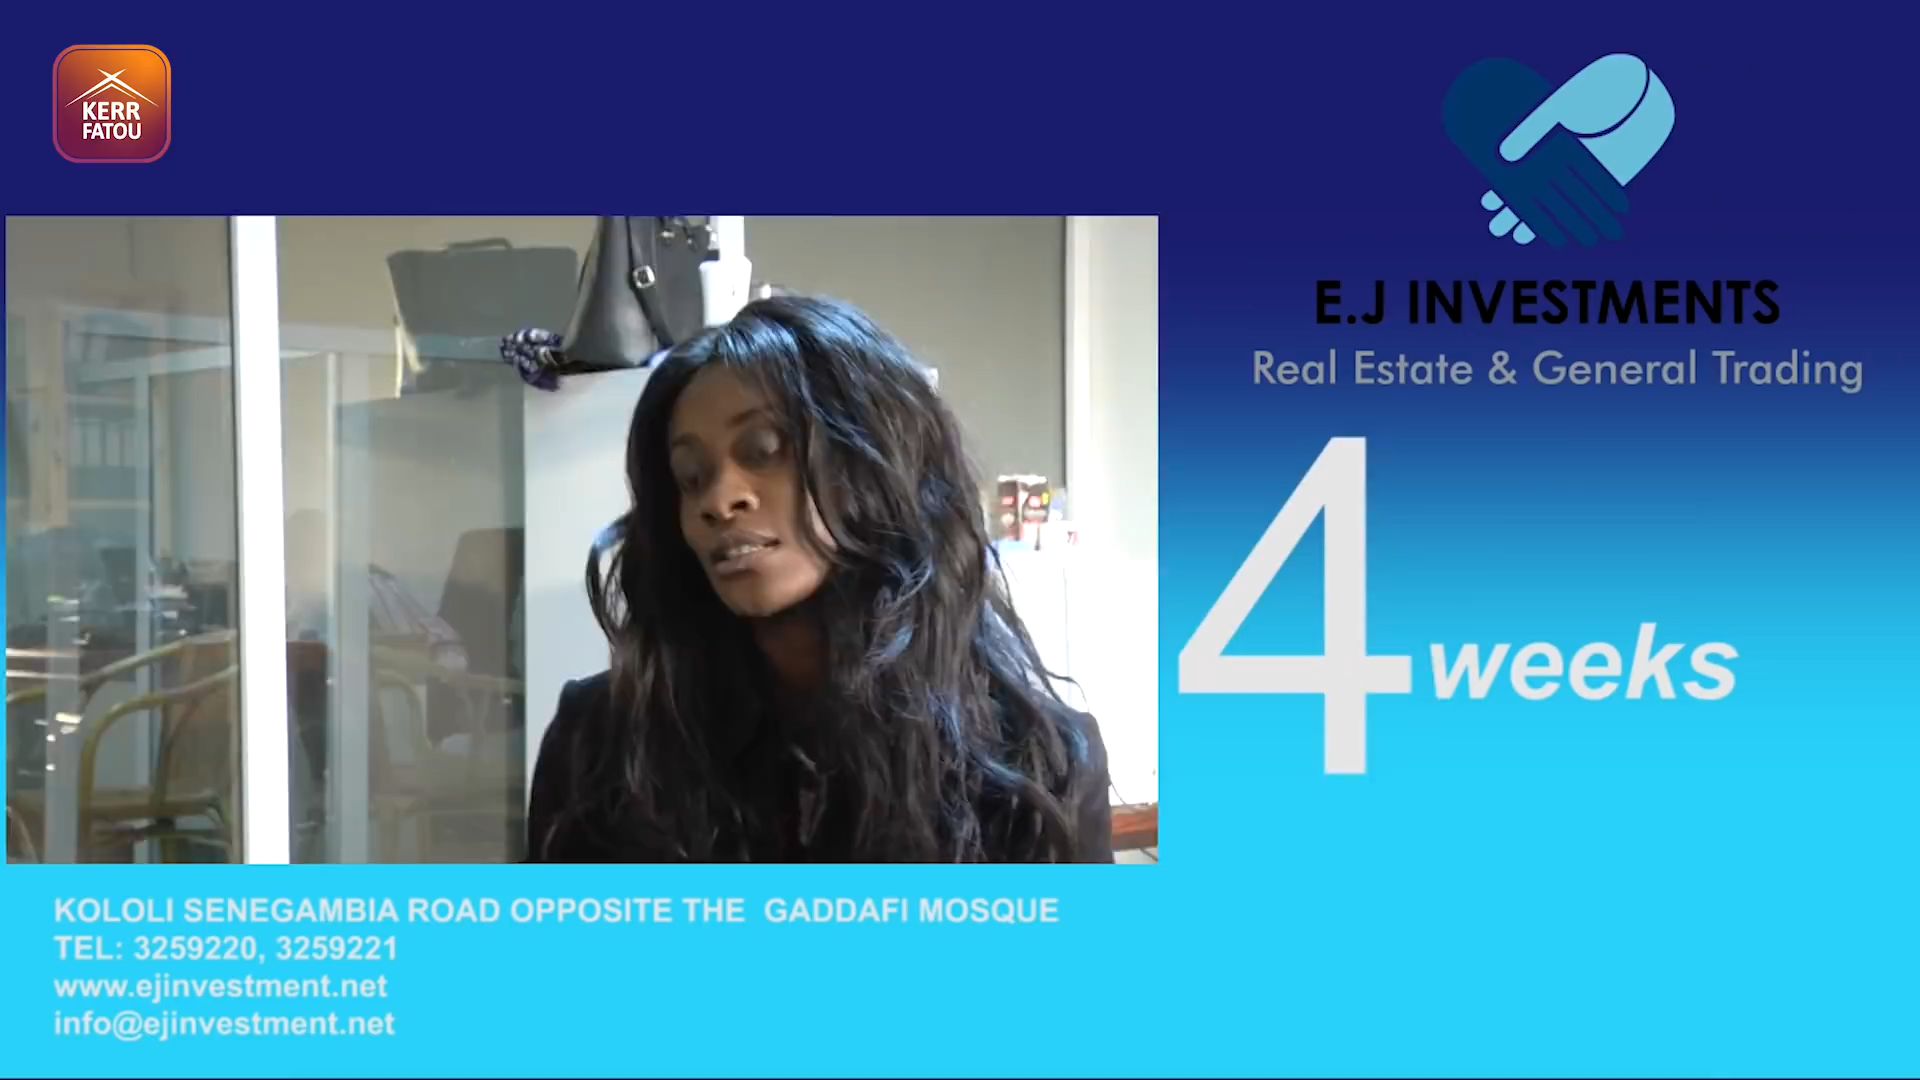 KERR
FATOU
E.J INVESTMENTS
Real Estate & General Trading
4 weeks
KOLOLI SENEGAMBIA ROAD OPPOSITE THE GADDAFI MOSQUE
TEL: 3259220, 3259221
www.ejinvestment.net
info@ejinvestment.net